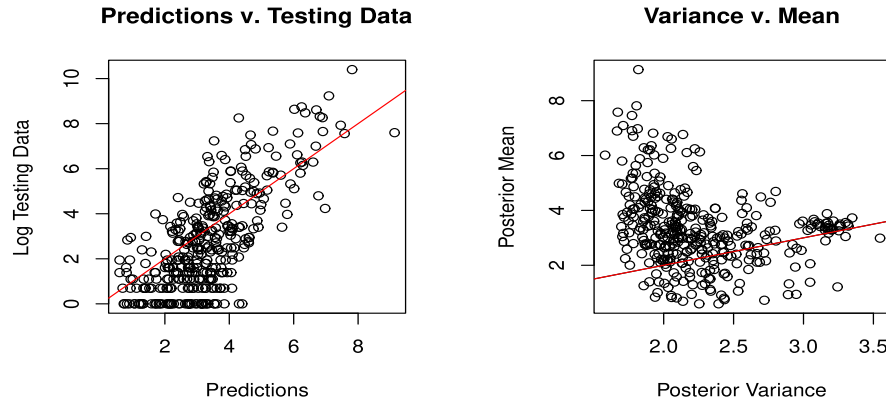 Predictions v. Testing Data
Log Testing Data
0 2 4 6 8 10
2 4 6 8
Predictions
Variance v. Mean
Posterior Mean
2 4 6 8
2.0 2.5 3.0 3.5
Posterior Variance